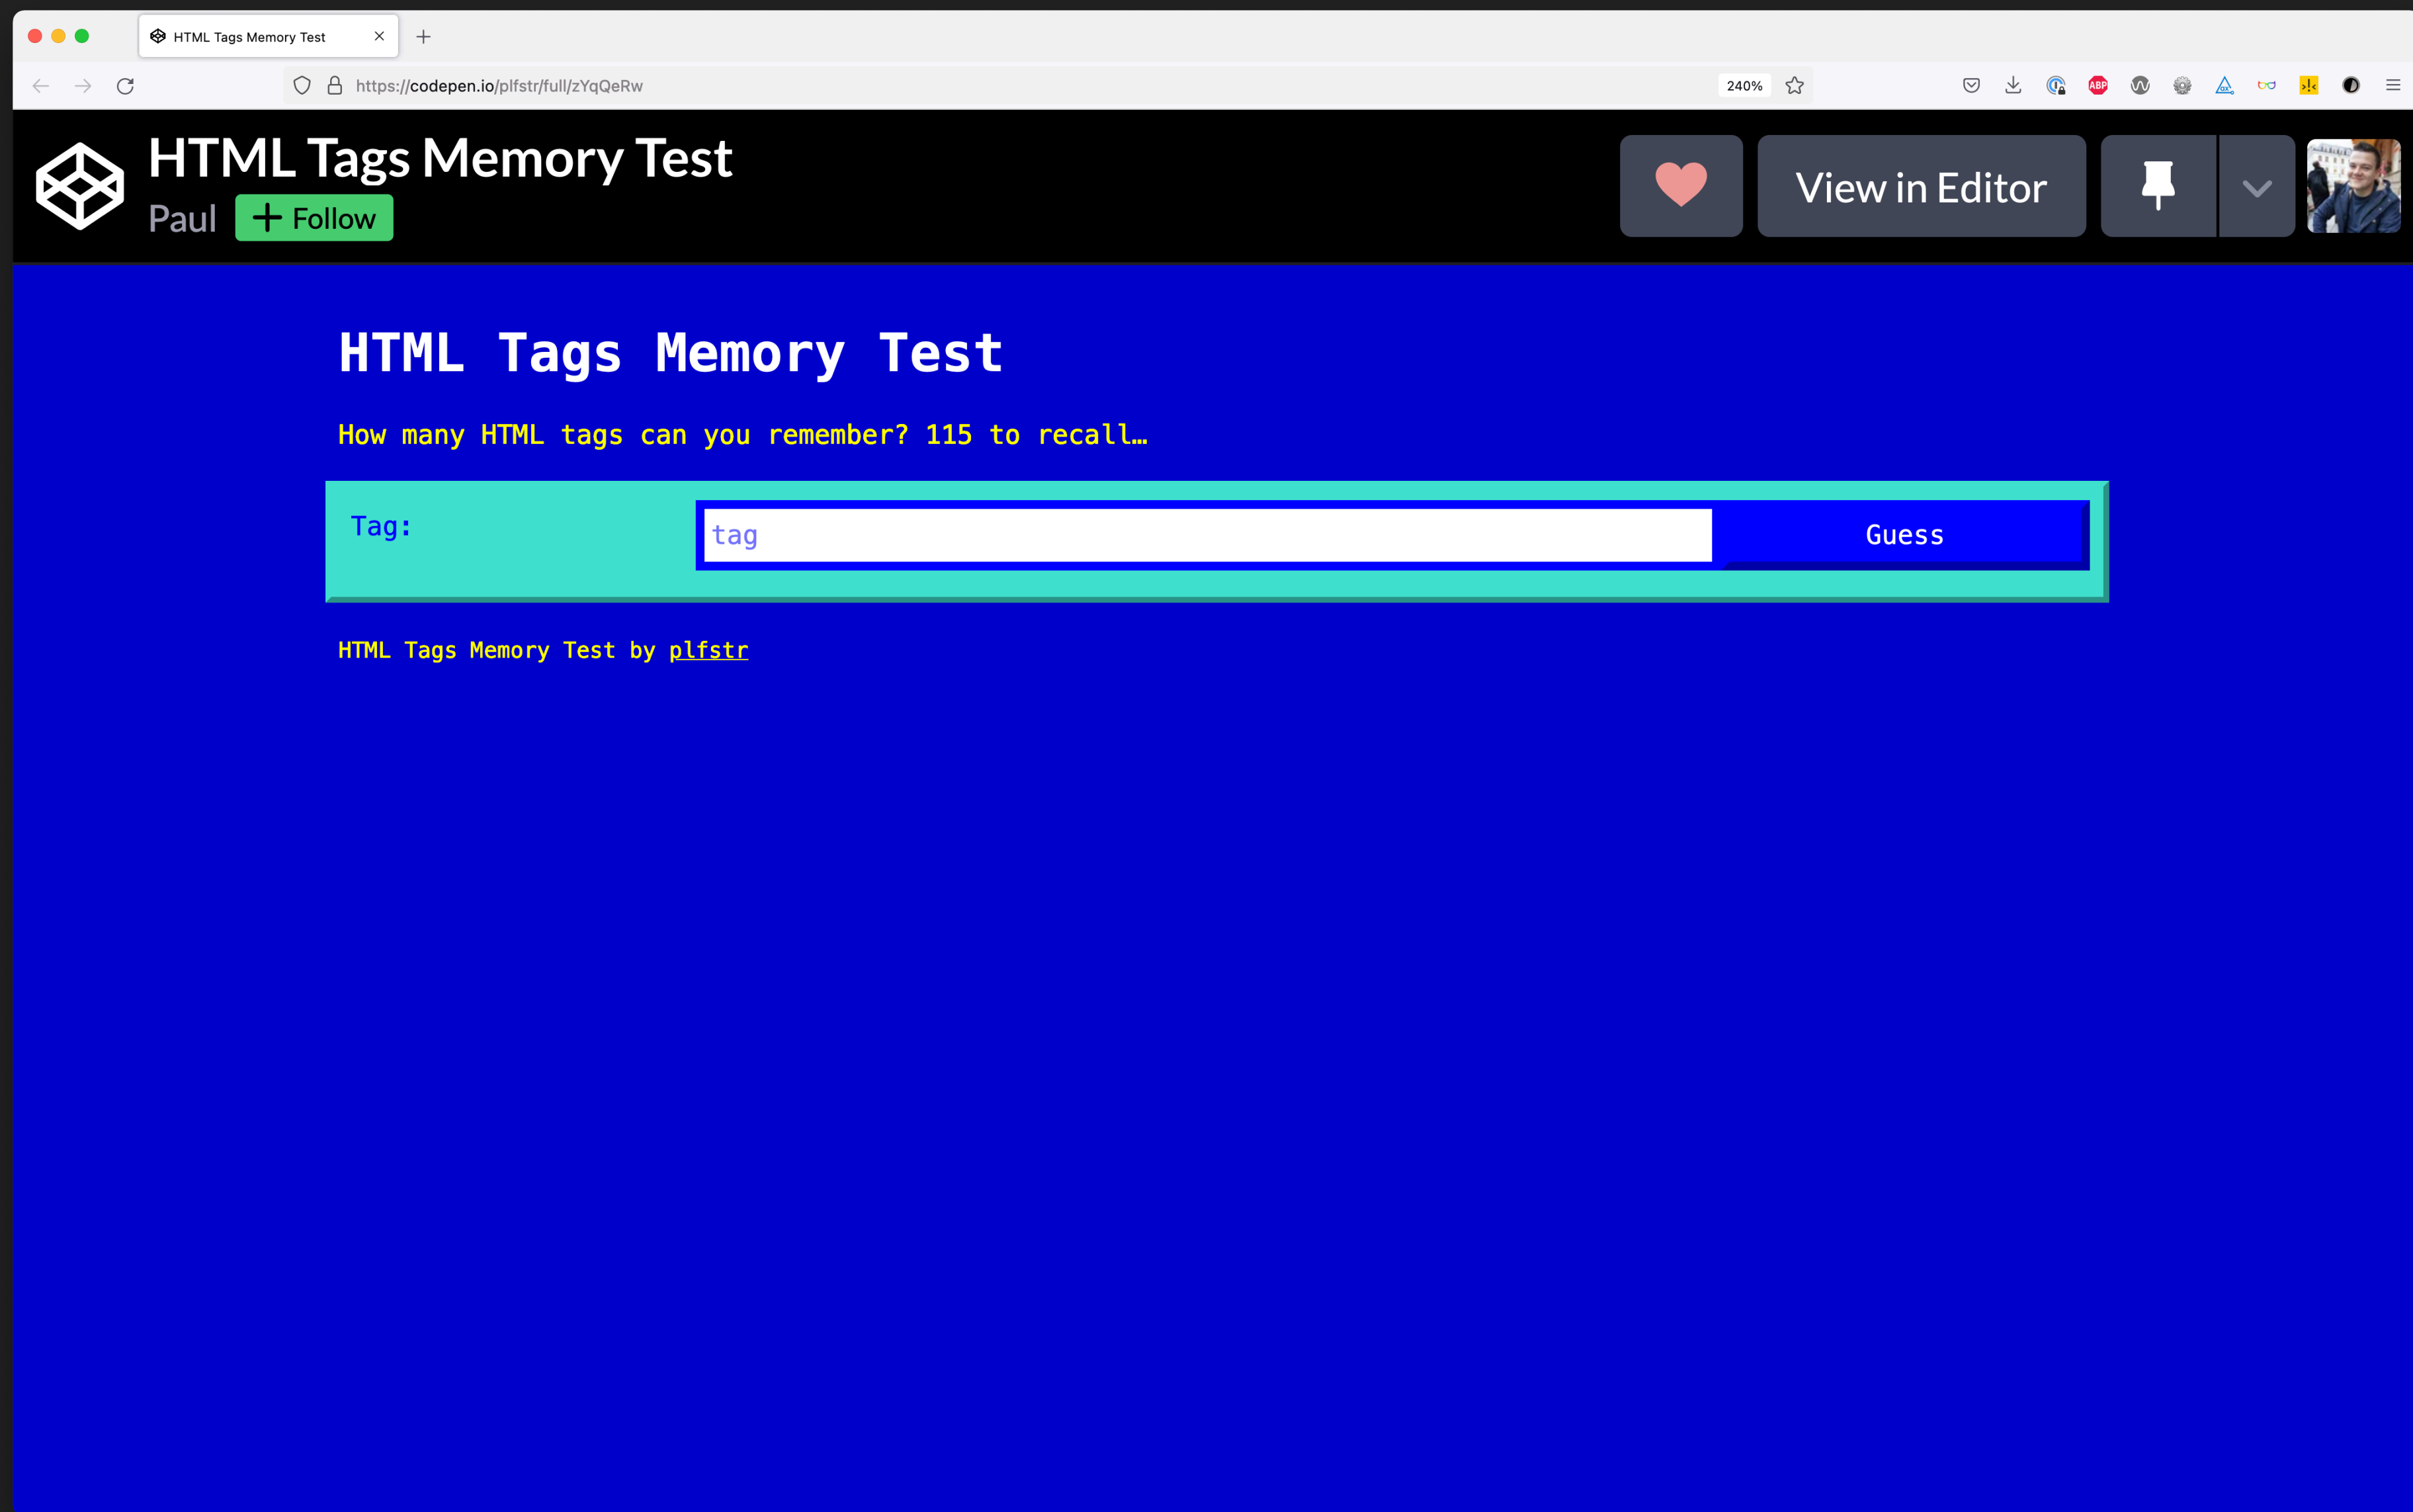 HTML Tags Memory Test
https://codepen.io/plfstr/full/zYqQeRw
240%
ABP
HTML Tags Memory Test
Paul
+ Follow
View in Editor
HTML Tags Memory Test
How many HTML tags can you remember? 115 to recall…
Tag:
tag
Guess
HTML Tags Memory Test by plfstr